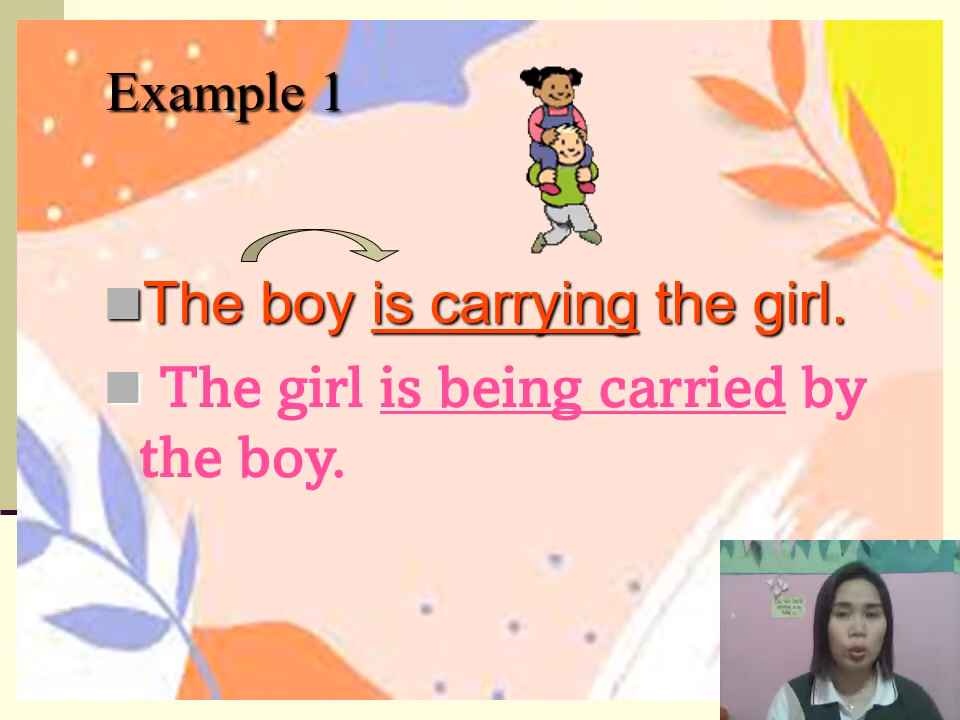 Example 1
The boy is carrying the girl.
The girl is being carried by
the boy.